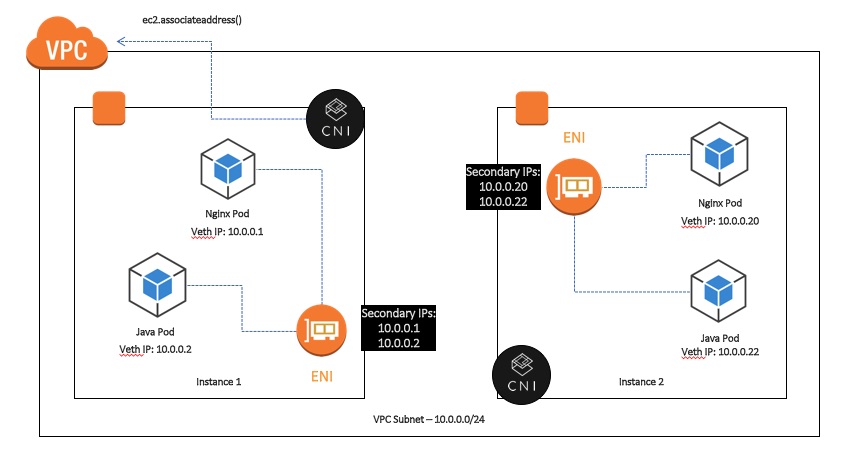 ec2.associateaddress()
VPC
CNI
Nginx Pod
Veth IP: 10.0.0.1
Java Pod
Veth IP: 10.0.0.2
Secondary IPs:
10.0.0.1
10.0.0.2
ENI
Instance 1
ENI
Secondary IPs:
10.0.0.20
10.0.0.22
Nginx Pod
Veth IP: 10.0.0.20
Java Pod
Veth IP: 10.0.0.22
CNI
Instance 2
VPC Subnet – 10.0.0.0/24